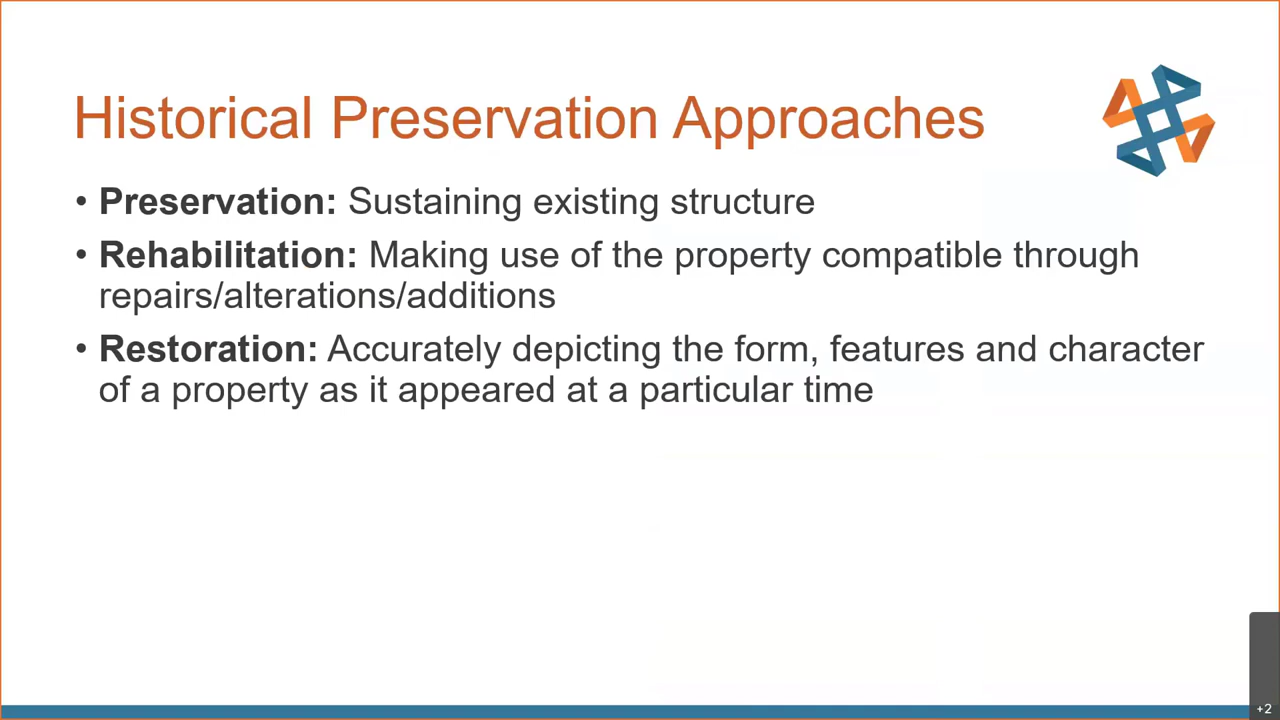 Historical Preservation Approaches
• Preservation: Sustaining existing structure
• Rehabilitation: Making use of the property compatible through
repairs/alterations/additions
• Restoration: Accurately depicting the form, features and character
of a property as it appeared at a particular time
+2